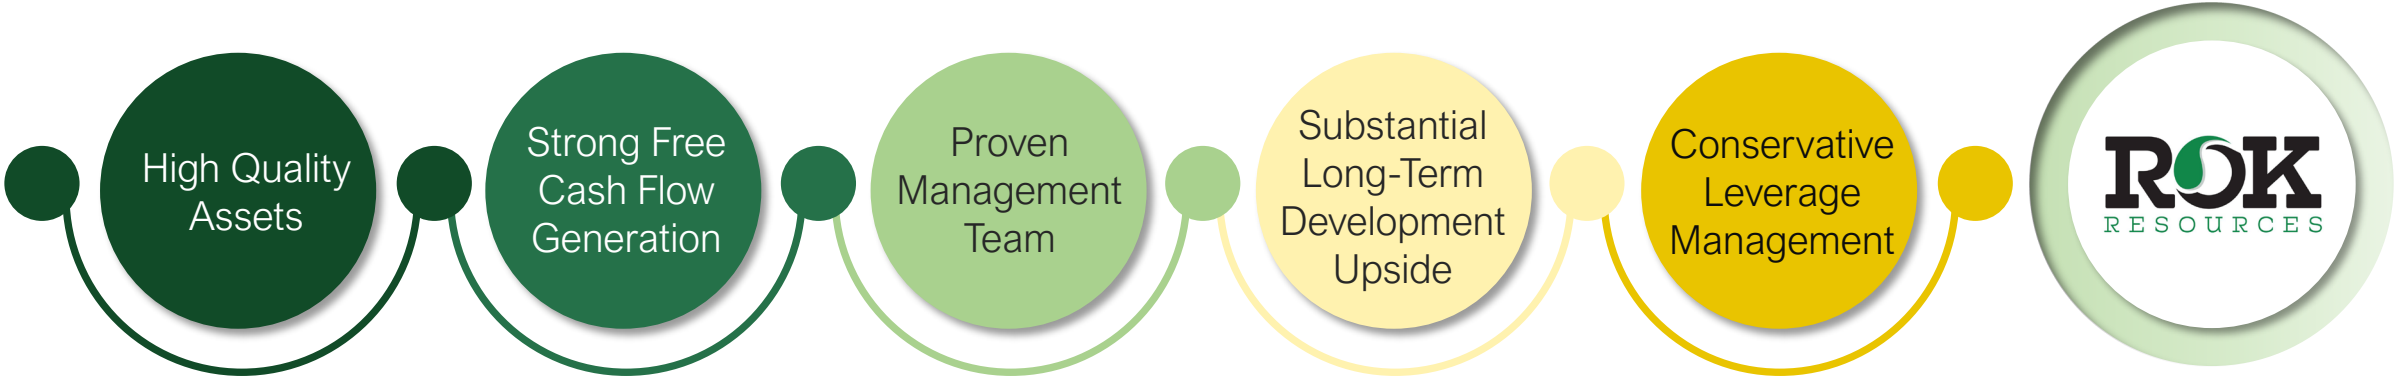 High Quality
Assets
Strong Free
Cash Flow
Generation
Proven
Management
Team
Substantial
Long-Term
Development
Upside
Conservative
Leverage
Management
ROK
RESOURCES